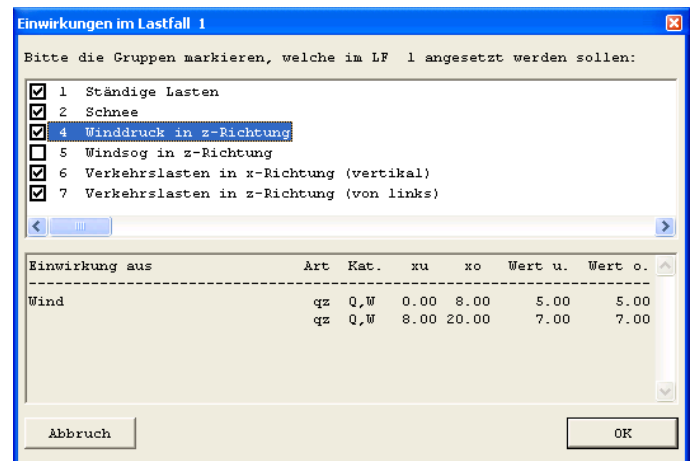 Einwirkungen im Lastfall 1
Bitte die Gruppen markieren, welche im LF 1 angesetzt werden sollen:
1 Ständige Lasten
2 Schnee
4 Winddruck in z-Richtung
5 Windsog in z-Richtung
6 Verkehrslasten in x-Richtung (vertikal)
7 Verkehrslasten in z-Richtung (von links)
Einwirkung aus Art Kat. xu xo Wert u. Wert o.
Wind qz Q,W 0.00 8.00 5.00 5.00
qz Q,W 8.00 20.00 7.00 7.00
Abbruch OK